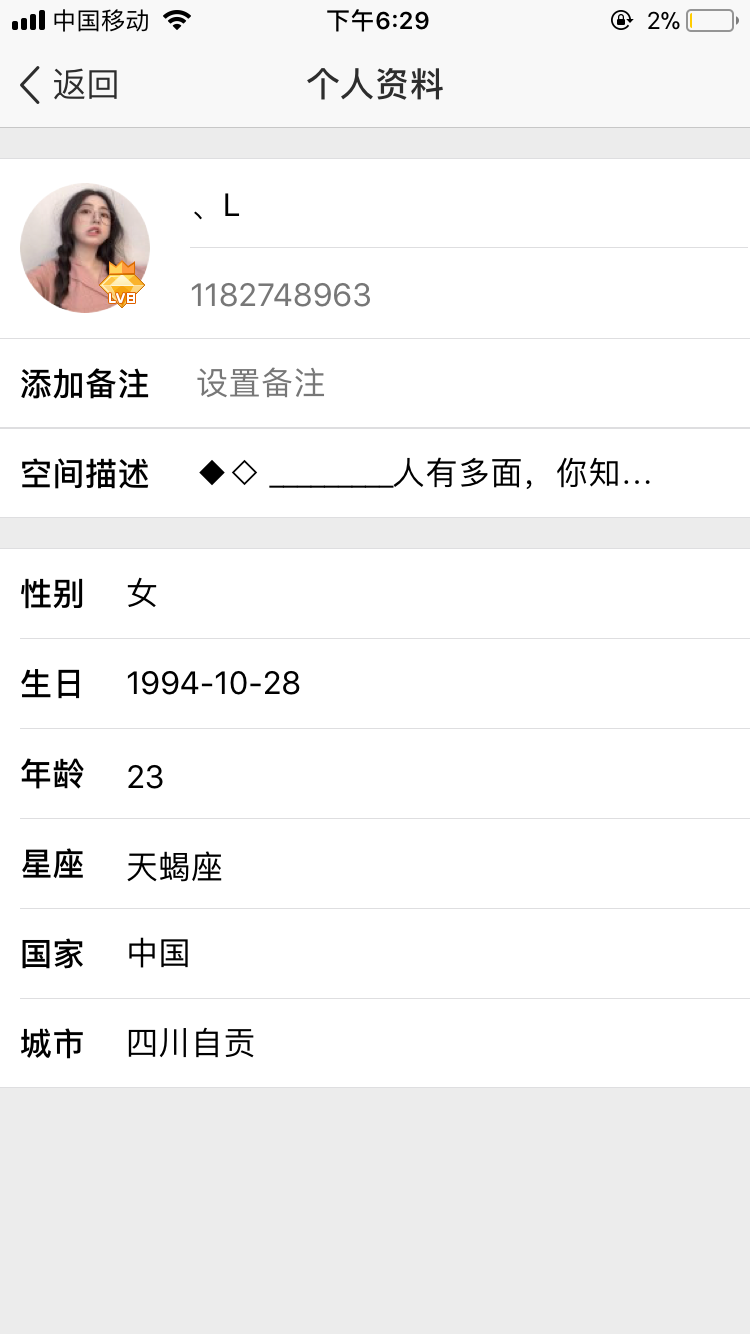 中国移动 下午6:29 2%
返回 个人资料
、L
LV8
1182748963
添加备注 设置备注
空间描述 ◆◇ _________人有多面，你知...
性别 女
生日 1994-10-28
年龄 23
星座 天蝎座
国家 中国
城市 四川自贡